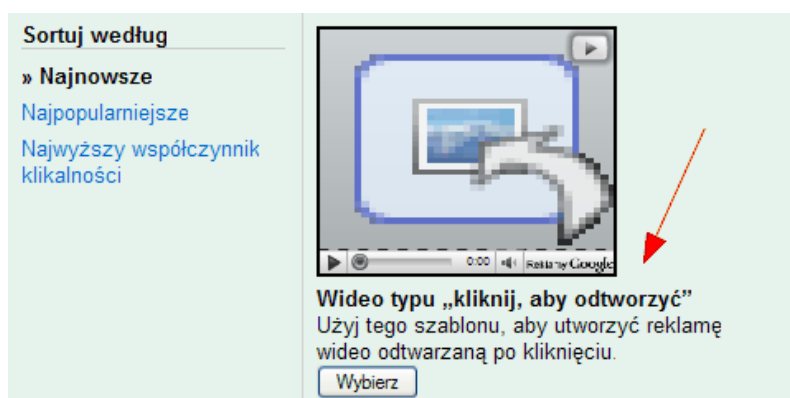 Sortuj według
» Najnowsze
Najpopularniejsze
Najwyższy współczynnik
klikalności
0:00
Reklamy Google
Wideo typu „kliknij, aby odtworzyć”
Użyj tego szablonu, aby utworzyć reklamę
wideo odtwarzaną po kliknięciu.
Wybierz